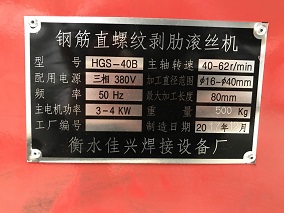 钢筋直螺纹剥肋滚丝机
型号 HGS-40B 主轴转速 40-62r/min
配用电源 三相 380V 加工直径范围 Φ16-Φ40mm
频率 50 Hz 最大加工长度 80mm
主电机功率 3-4 KW 重量 500 Kg
工厂编号 制造日期 20 年 月
衡水佳兴焊接设备厂